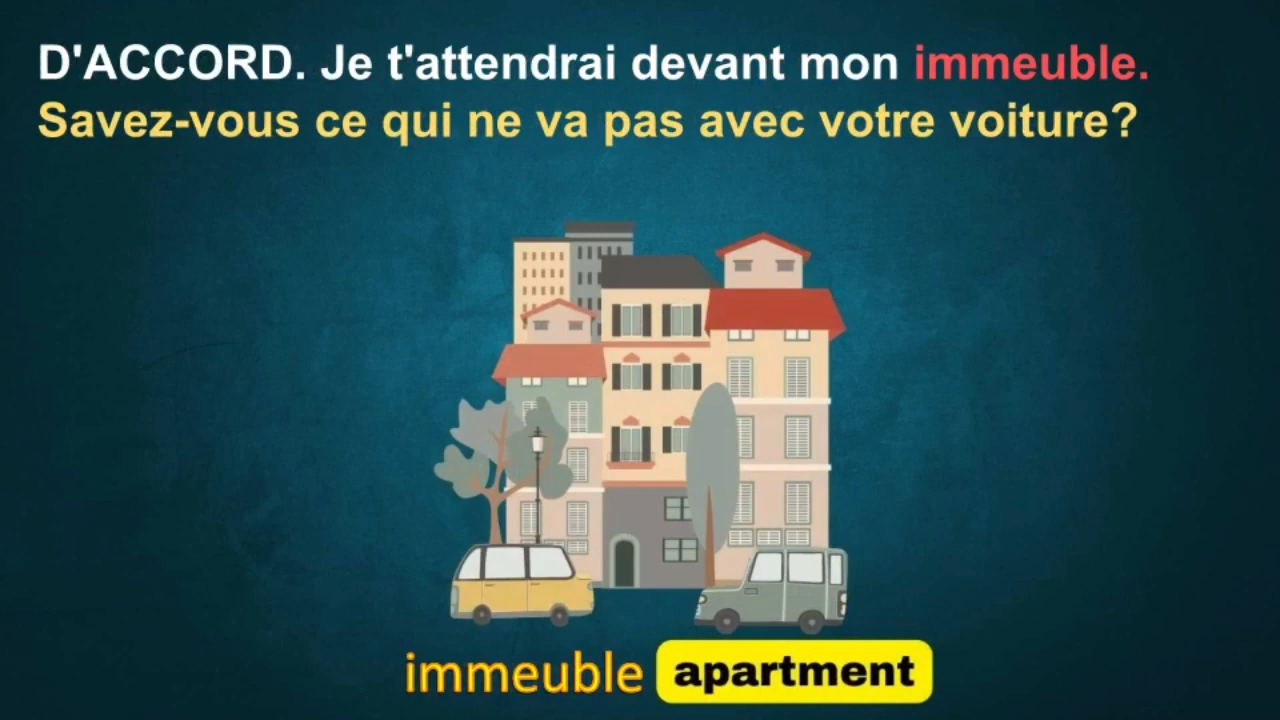 D'ACCORD. Je t'attendrai devant mon immeuble.
Savez-vous ce qui ne va pas avec votre voiture?
immeuble apartment